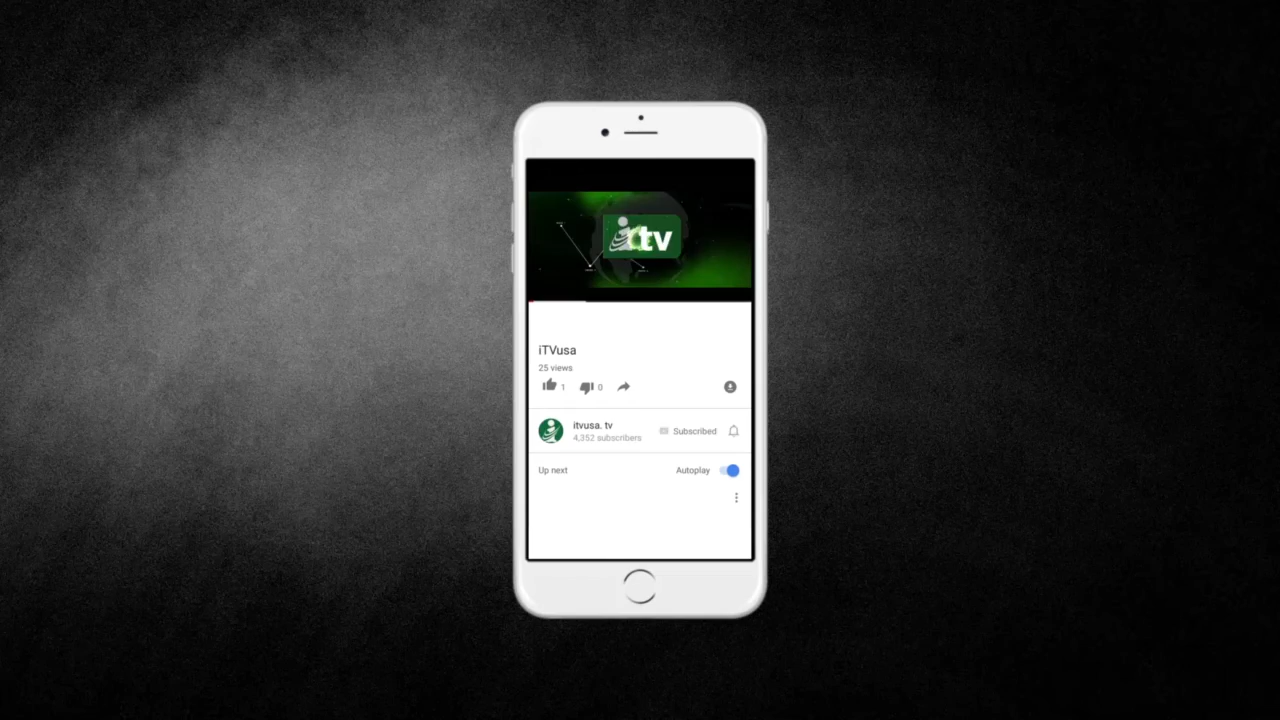 itv
iTVusa
25 views
1 0
itvusa. tv
4,352 subscribers
Subscribed
Up next
Autoplay